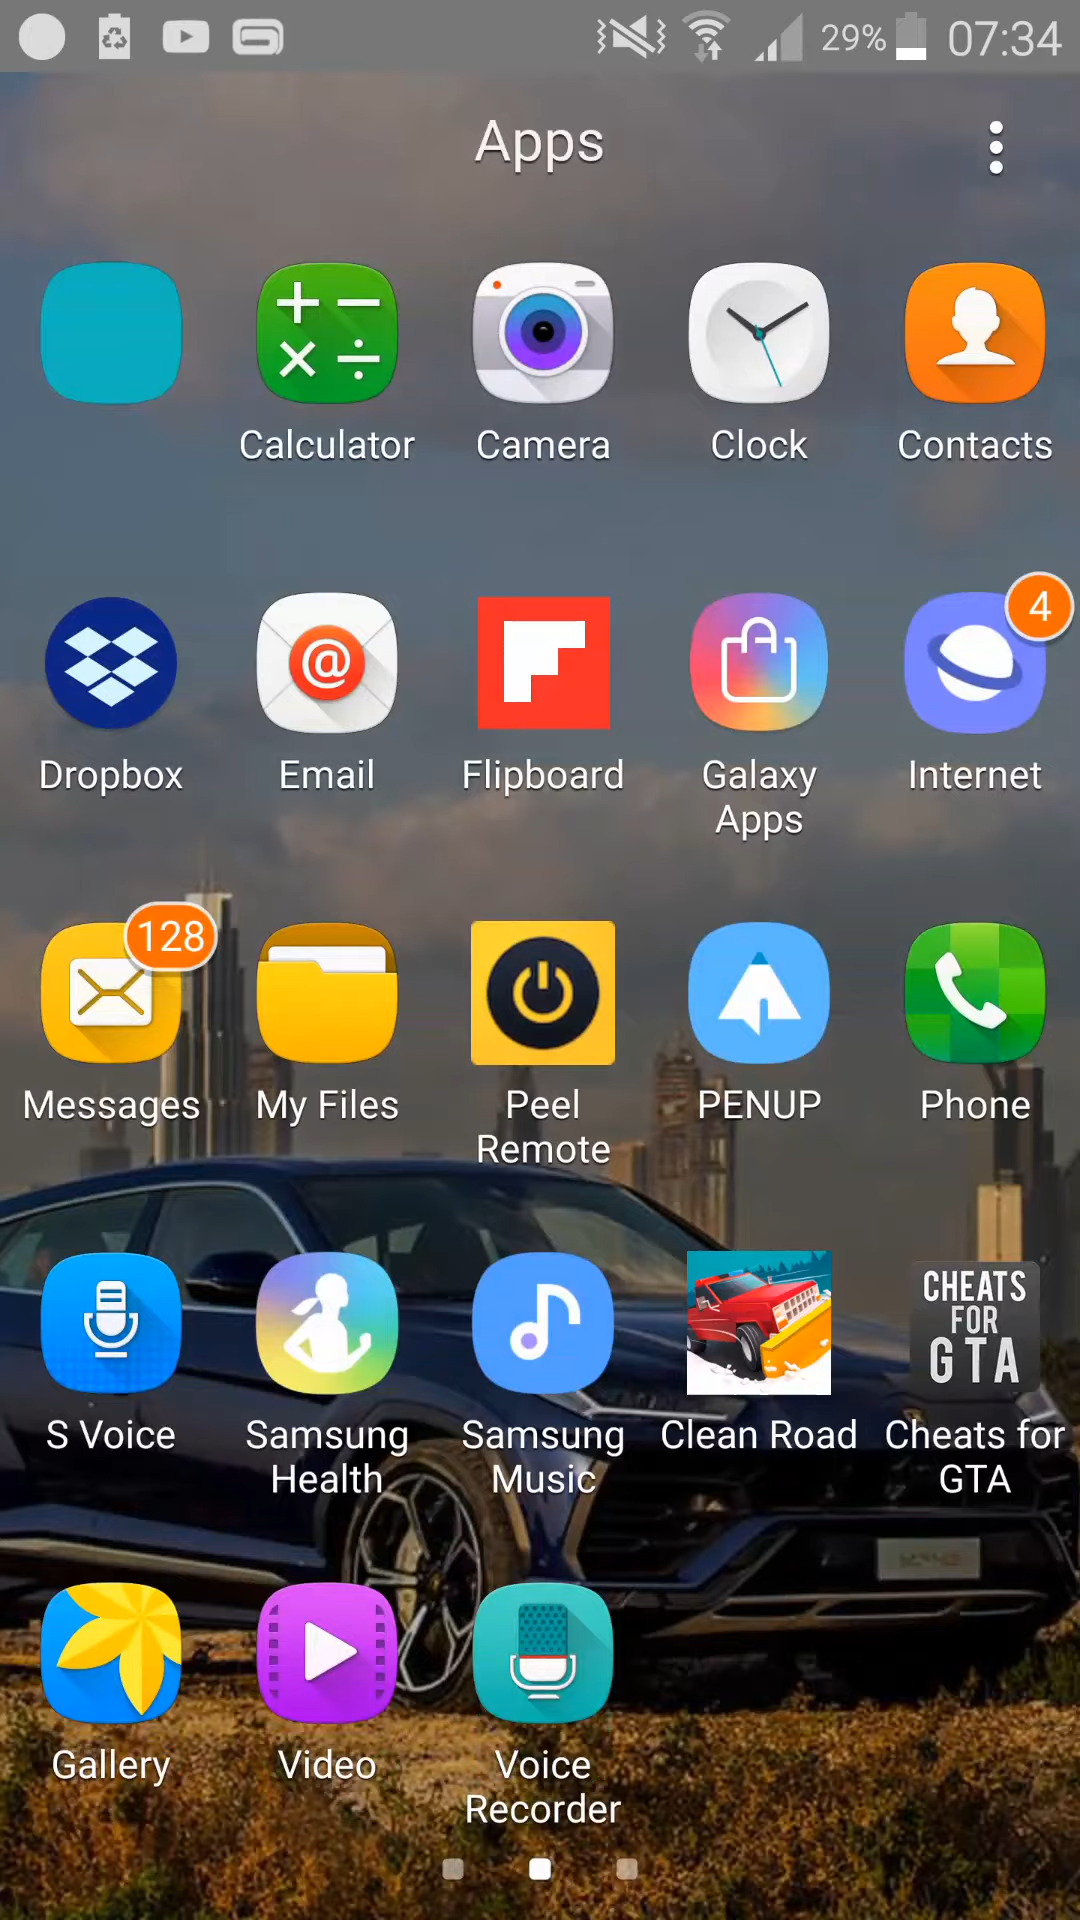 29% 07:34
Apps
Calculator Camera Clock Contacts
4
Dropbox Email Flipboard Galaxy Apps Internet
128
Messages My Files Peel Remote PENUP Phone
CHEATS
FOR
GTA
S Voice Samsung Health Samsung Music Clean Road Cheats for GTA
Gallery Video Voice Recorder